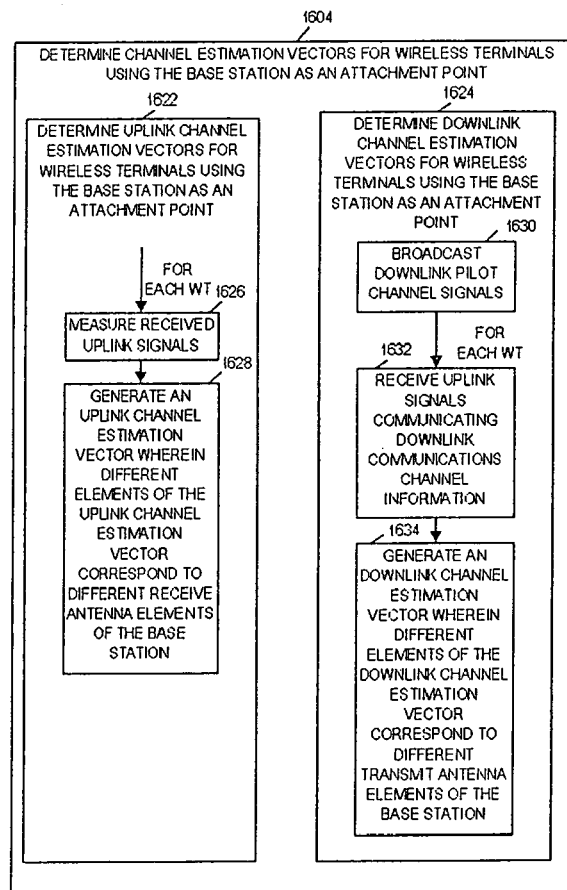 1604
DETERMINE CHANNEL ESTIMATION VECTORS FOR WIRELESS TERMINALS
USING THE BASE STATION AS AN ATTACHMENT POINT
1622
DETERMINE UPLINK CHANNEL
ESTIMATION VECTORS FOR
WIRELESS TERMINALS USING
THE BASE STATION AS AN
ATTACHMENT POINT
FOR
EACH WT
1626
MEASURE RECEIVED
UPLINK SIGNALS
1628
GENERATE AN
UPLINK CHANNEL
ESTIMATION
VECTOR WHEREIN
DIFFERENT
ELEMENTS OF THE
UPLINK CHANNEL
ESTIMATION
VECTOR
CORRESPOND TO
DIFFERENT RECEIVE
ANTENNA ELEMENTS
OF THE BASE
STATION
1624
DETERMINE DOWNLINK
CHANNEL ESTIMATION
VECTORS FOR WIRELESS
TERMNALS USING THE BASE
STATION AS AN ATTACHMENT
POINT
1630
BROADCAST
DOWNLINK PILOT
CHANNEL SIGNALS
FOR
EACH WT
1632
RECEIVE UPLINK
SIGNALS
COMMUNICATING
DOWNLINK
COMMUNICATIONS
CHANNEL
INFORMATION
1634
GENERATE AN
DOWNLINK CHANNEL
ESTIMATION
VECTOR WHEREIN
DIFFERENT
ELEMENTS OF THE
DOWNLINK CHANNEL
ESTIMATION
VECTOR
CORRESPOND TO
DIFFERENT
TRANSMIT ANTENNA
ELEMENTS OF THE
BASE STATION